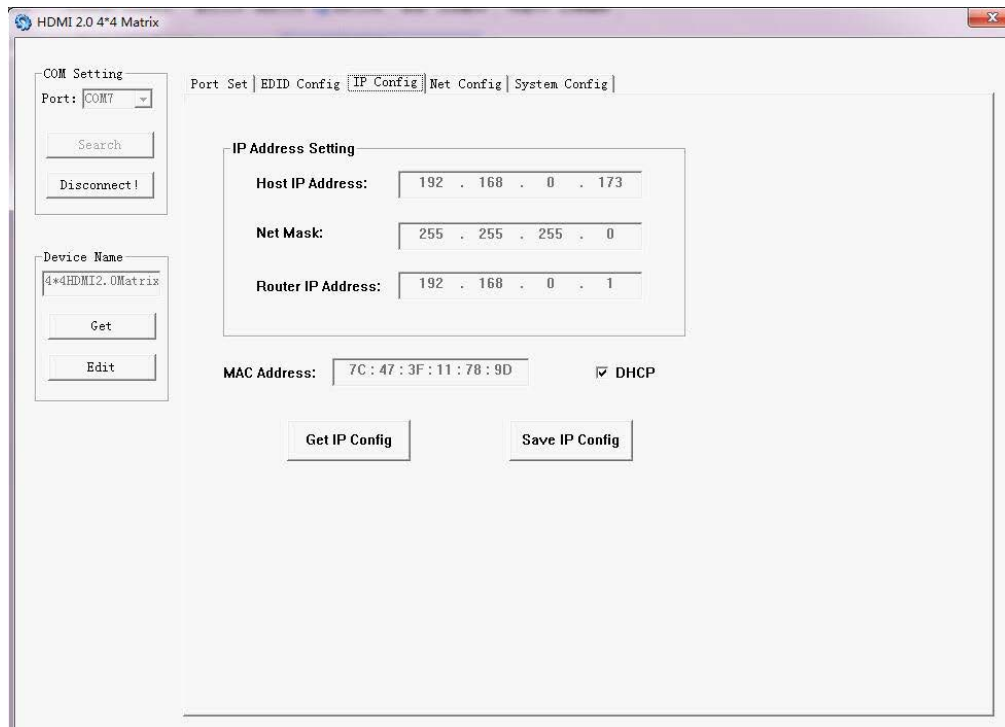 HDMI 2.0 4*4 Matrix
COM Setting
Port: COM7
Search
Disconnect!
Device Name
4*4HDMI2.0Matrix
Get
Edit
Port Set EDID Config IP Config Net Config System Config
IP Address Setting
Host IP Address: 192 . 168 . 0 . 173
Net Mask: 255 . 255 . 255 . 0
Router IP Address: 192 . 168 . 0 . 1
MAC Address: 7C : 47 : 3F : 11 : 78 : 9D DHCP
Get IP Config Save IP Config